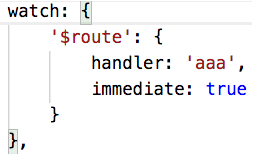 watch: {
    '$route': {
        handler: 'aaa',
        immediate: true
    }
},